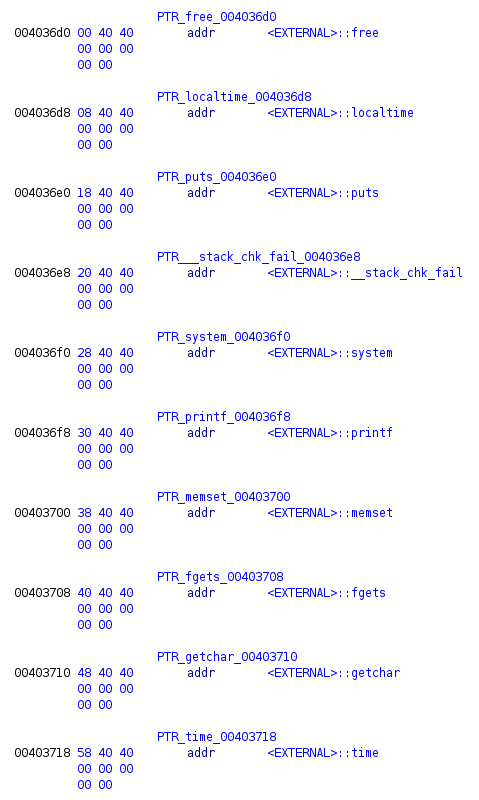 PTR_free_004036d0
004036d0 00 40 40 addr <EXTERNAL>::free
00 00 00
00 00
PTR_localtime_004036d8
004036d8 08 40 40 addr <EXTERNAL>::localtime
00 00 00
00 00
PTR_puts_004036e0
004036e0 18 40 40 addr <EXTERNAL>::puts
00 00 00
00 00
PTR___stack_chk_fail_004036e8
004036e8 20 40 40 addr <EXTERNAL>::__stack_chk_fail
00 00 00
00 00
PTR_system_004036f0
004036f0 28 40 40 addr <EXTERNAL>::system
00 00 00
00 00
PTR_printf_004036f8
004036f8 30 40 40 addr <EXTERNAL>::printf
00 00 00
00 00
PTR_memset_00403700
00403700 38 40 40 addr <EXTERNAL>::memset
00 00 00
00 00
PTR_fgets_00403708
00403708 40 40 40 addr <EXTERNAL>::fgets
00 00 00
00 00
PTR_getchar_00403710
00403710 48 40 40 addr <EXTERNAL>::getchar
00 00 00
00 00
PTR_time_00403718
00403718 58 40 40 addr <EXTERNAL>::time
00 00 00
00 00